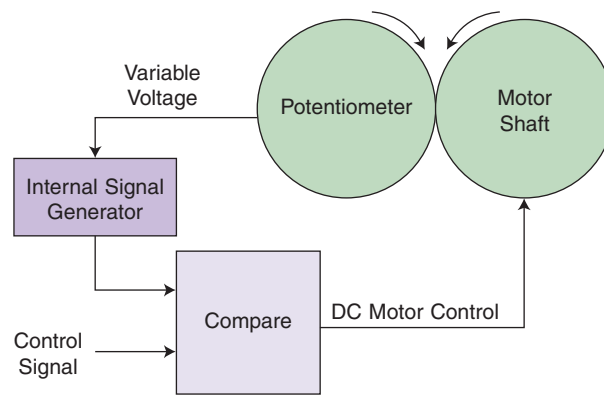 Variable
Voltage
Potentiometer
Motor
Shaft
Internal Signal
Generator
Compare
DC Motor Control
Control
Signal